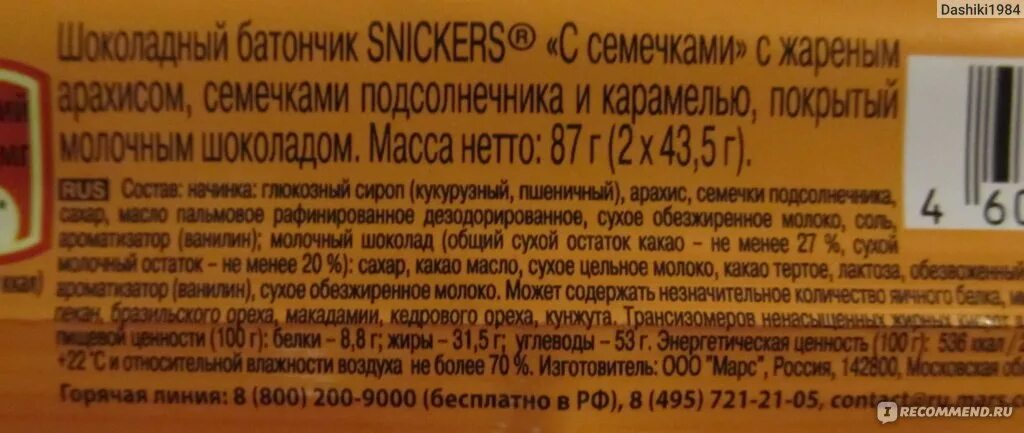 Dashiki1984
Шоколадный батончик SNICKERS® «С семечками» с жареным
арахисом, семечками подсолнечника и карамелью, покрытый
молочным шоколадом. Масса нетто: 87 г (2 х 43,5 г).
RUS Состав: начинка: глюкозный сироп (кукурузный, пшеничный), арахис, семечки подсолнечника,
сахар, масло пальмовое рафинированное дезодорированное, сухое обезжиренное молоко, соль,
ароматизатор (ванилин); молочный шоколад (общий сухой остаток какао – не менее 27 %, сухой
молочный остаток – не менее 20 %): сахар, какао масло, сухое цельное молоко, какао тертое, лактоза, обезвоженный
ккал) ароматизатор (ванилин), сухое обезжиренное молоко. Может содержать незначительное количество яичного белка,
пекан, бразильского ореха, макадамии, кедрового ореха, кунжута. Трансизомеров ненасыщенных жирных
пищевой ценности (100 г): белки – 8,8 г; жиры – 31,5 г; углеводы – 53 г. Энергетическая ценность (100 г): 536 ккал /
+22 °С и относительной влажности воздуха не более 70 %. Изготовитель: ООО "Марс", Россия, 142800, Московская
Горячая линия: 8 (800) 200-9000 (бесплатно в РФ), 8 (495) 721-21-05, contact@ru.mars.
4 60
IRECOMMEND.RU